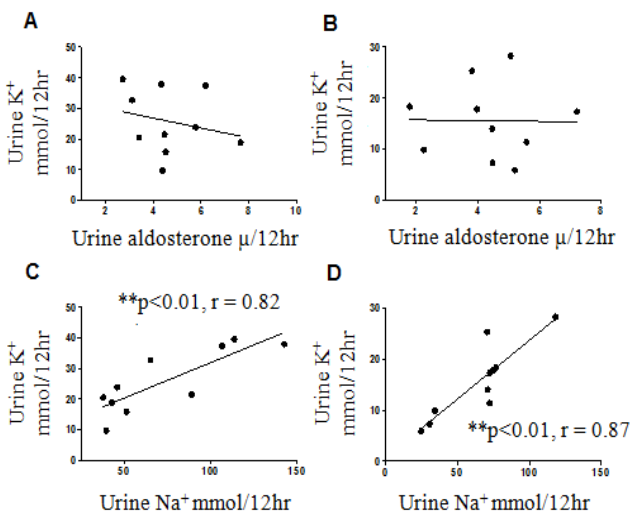 A
Urine K⁺
mmol/12hr
50
40
30
20
10
0
2
4
6
8
10
Urine aldosterone µ/12hr
B
Urine K⁺
mmol/12hr
30
20
10
0
2
4
6
8
Urine aldosterone µ/12hr
C
**p<0.01, r = 0.82
Urine K⁺
mmol/12hr
50
40
30
20
10
0
50
100
150
Urine Na⁺ mmol/12hr
D
Urine K⁺
mmol/12hr
30
20
10
0
**p<0.01, r = 0.87
0
50
100
150
Urine Na⁺ mmol/12hr